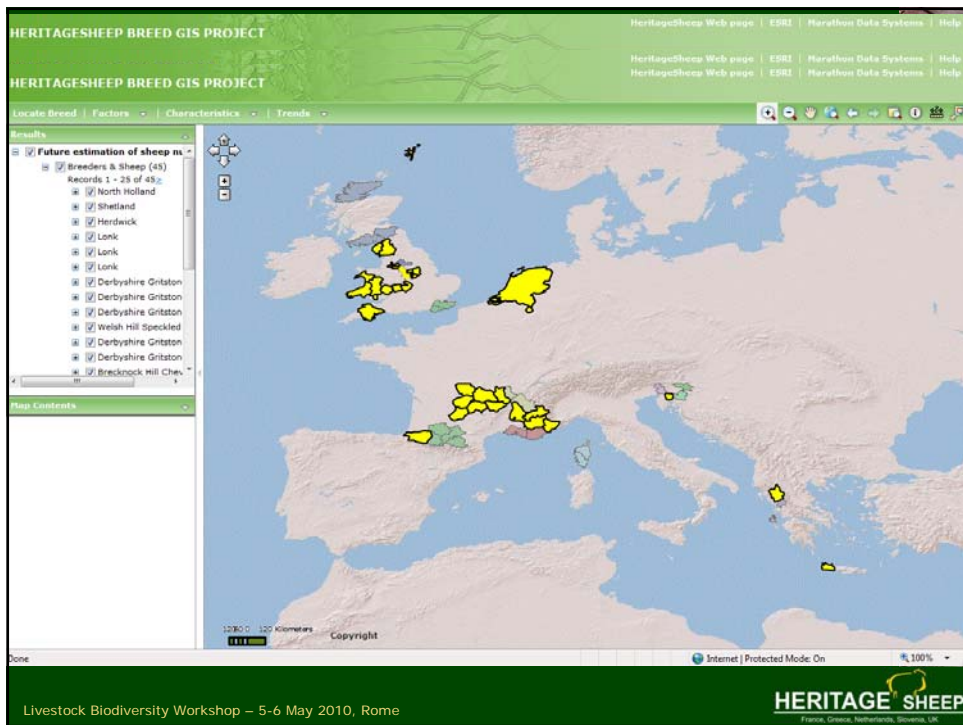 HERITAGESHEEP BREED GIS PROJECT
HeritageSheep Web page | ESRI | Marathon Data Systems | Help
HeritageSheep Web page | ESRI | Marathon Data Systems | Help
HeritageSheep Web page | ESRI | Marathon Data Systems | Help
HERITAGESHEEP BREED GIS PROJECT
Locate Breed | Factors | Characteristics | Trends
Results
Future estimation of sheep nu
Breeders & Sheep (45)
Records 1 - 25 of 45>
North Holland
Shetland
Herdwick
Lonk
Lonk
Lonk
Derbyshire Gritston
Derbyshire Gritston
Derbyshire Gritston
Welsh Hill Speckled
Derbyshire Gritston
Derbyshire Gritston
Brecknock Hill Chev
Map Contents
120 Kilometers
Copyright
Done
Internet | Protected Mode: On
100%
Livestock Biodiversity Workshop – 5-6 May 2010, Rome
HERITAGE SHEEP
France, Greece, Netherlands, Slovenia, UK